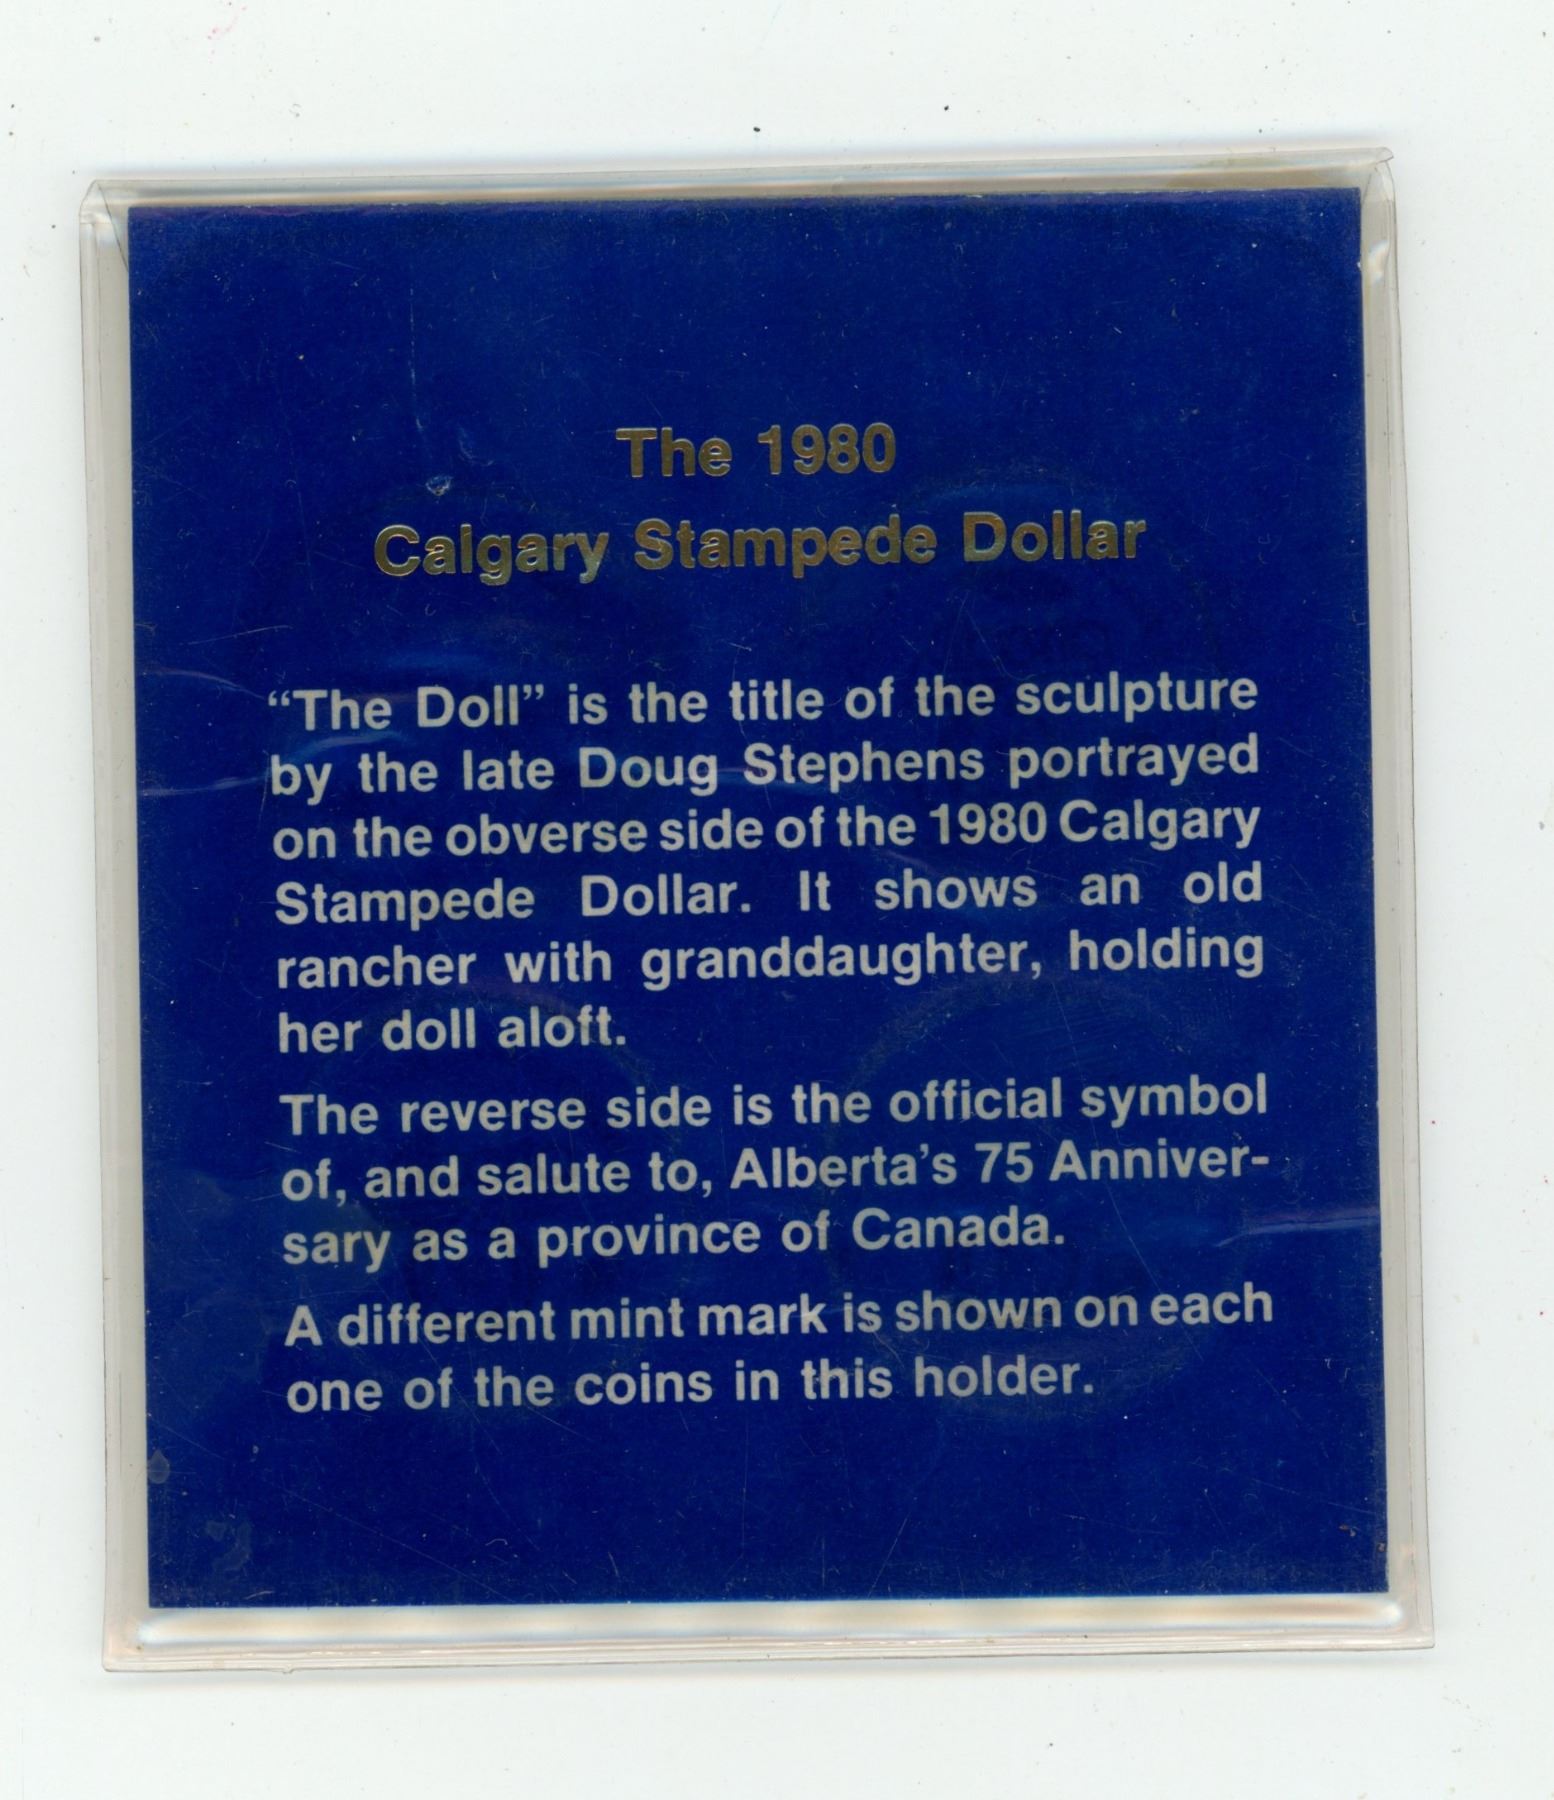 The 1980
Calgary Stampede Dollar
“The Doll” is the title of the sculpture
by the late Doug Stephens portrayed
on the obverse side of the 1980 Calgary
Stampede Dollar. It shows an old
rancher with granddaughter, holding
her doll aloft.
The reverse side is the official symbol
of, and salute to, Alberta’s 75 Anniver-
sary as a province of Canada.
A different mint mark is shown on each
one of the coins in this holder.